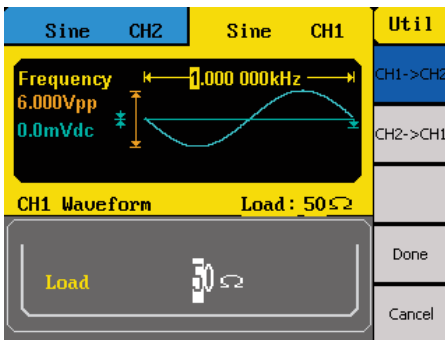 Sine CH2 Sine CH1 Util
Frequency 1.000 000kHz
6.000Vpp
0.0mVdc
CH1 Waveform Load: 50Ω
Load 50Ω
CH1->CH2
CH2->CH1
Done
Cancel